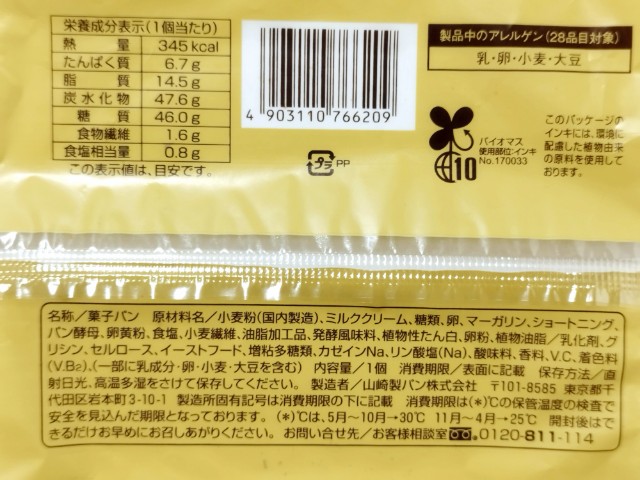 栄養成分表示(1個当たり)
熱量 345kcal
たんぱく質 6.7g
脂質 14.5g
炭水化物 47.6g
糖質 46.0g
食物繊維 1.6g
食塩相当量 0.8g
この表示値は、目安です。
4 903110 766209
プラ PP
製品中のアレルゲン(28品目対象)
乳・卵・小麦・大豆
バイオマス
使用部位:インキ
No.170033
10
このパッケージの
インキには、環境に
配慮した植物由来
の原料を使用して
おります。
名称/菓子パン 原材料名/小麦粉(国内製造)、ミルククリーム、糖類、卵、マーガリン、ショートニング、
パン酵母、卵黄粉、食塩、小麦繊維、油脂加工品、発酵風味料、植物性たん白、卵粉、植物油脂/乳化剤、グ
リシン、セルロース、イーストフード、増粘多糖類、カゼインNa、リン酸塩(Na)、酸味料、香料、V.C、着色料
(V.B₂)、(一部に乳成分・卵・小麦・大豆を含む) 内容量/1個 消費期限/表面に記載 保存方法/直
射日光、高温多湿をさけて保存してください。 製造者/山崎製パン株式会社 〒101-8585 東京都千
代田区岩本町3-10-1 製造所固有記号は消費期限の下に記載 消費期限は(*)℃の保管温度の検査で
安全を見込んだ期限となっております。(*)℃は、5月~10月→30℃ 11月~4月→25℃ 開封後はで
きるだけお早めにお召しあがりください。 お問い合せ先/お客様相談室 0120-811-114